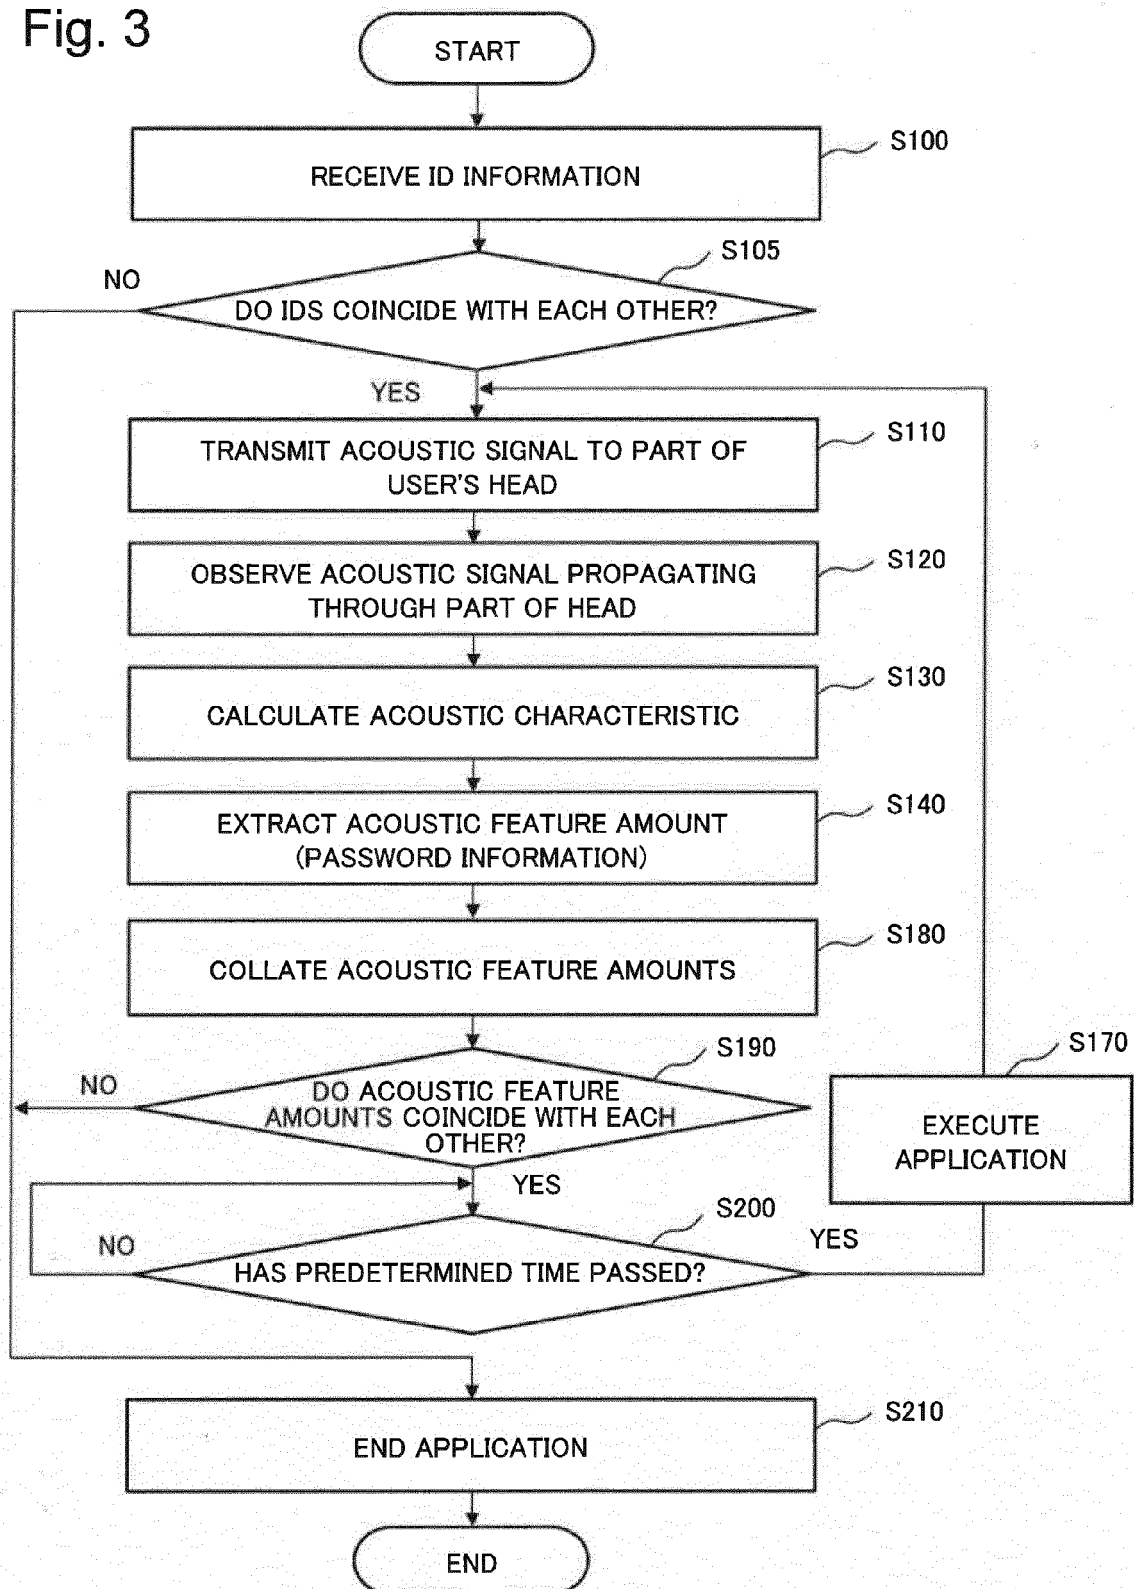 Fig. 3
START
RECEIVE ID INFORMATION
S100
DO IDS COINCIDE WITH EACH OTHER?
S105
NO
YES
TRANSMIT ACOUSTIC SIGNAL TO PART OF
USER'S HEAD
S110
OBSERVE ACOUSTIC SIGNAL PROPAGATING
THROUGH PART OF HEAD
S120
CALCULATE ACOUSTIC CHARACTERISTIC
S130
EXTRACT ACOUSTIC FEATURE AMOUNT
(PASSWORD INFORMATION)
S140
COLLATE ACOUSTIC FEATURE AMOUNTS
S180
DO ACOUSTIC FEATURE
AMOUNTS COINCIDE WITH EACH
OTHER?
S190
NO
YES
EXECUTE
APPLICATION
S170
HAS PREDETERMINED TIME PASSED?
S200
NO
YES
END APPLICATION
S210
END